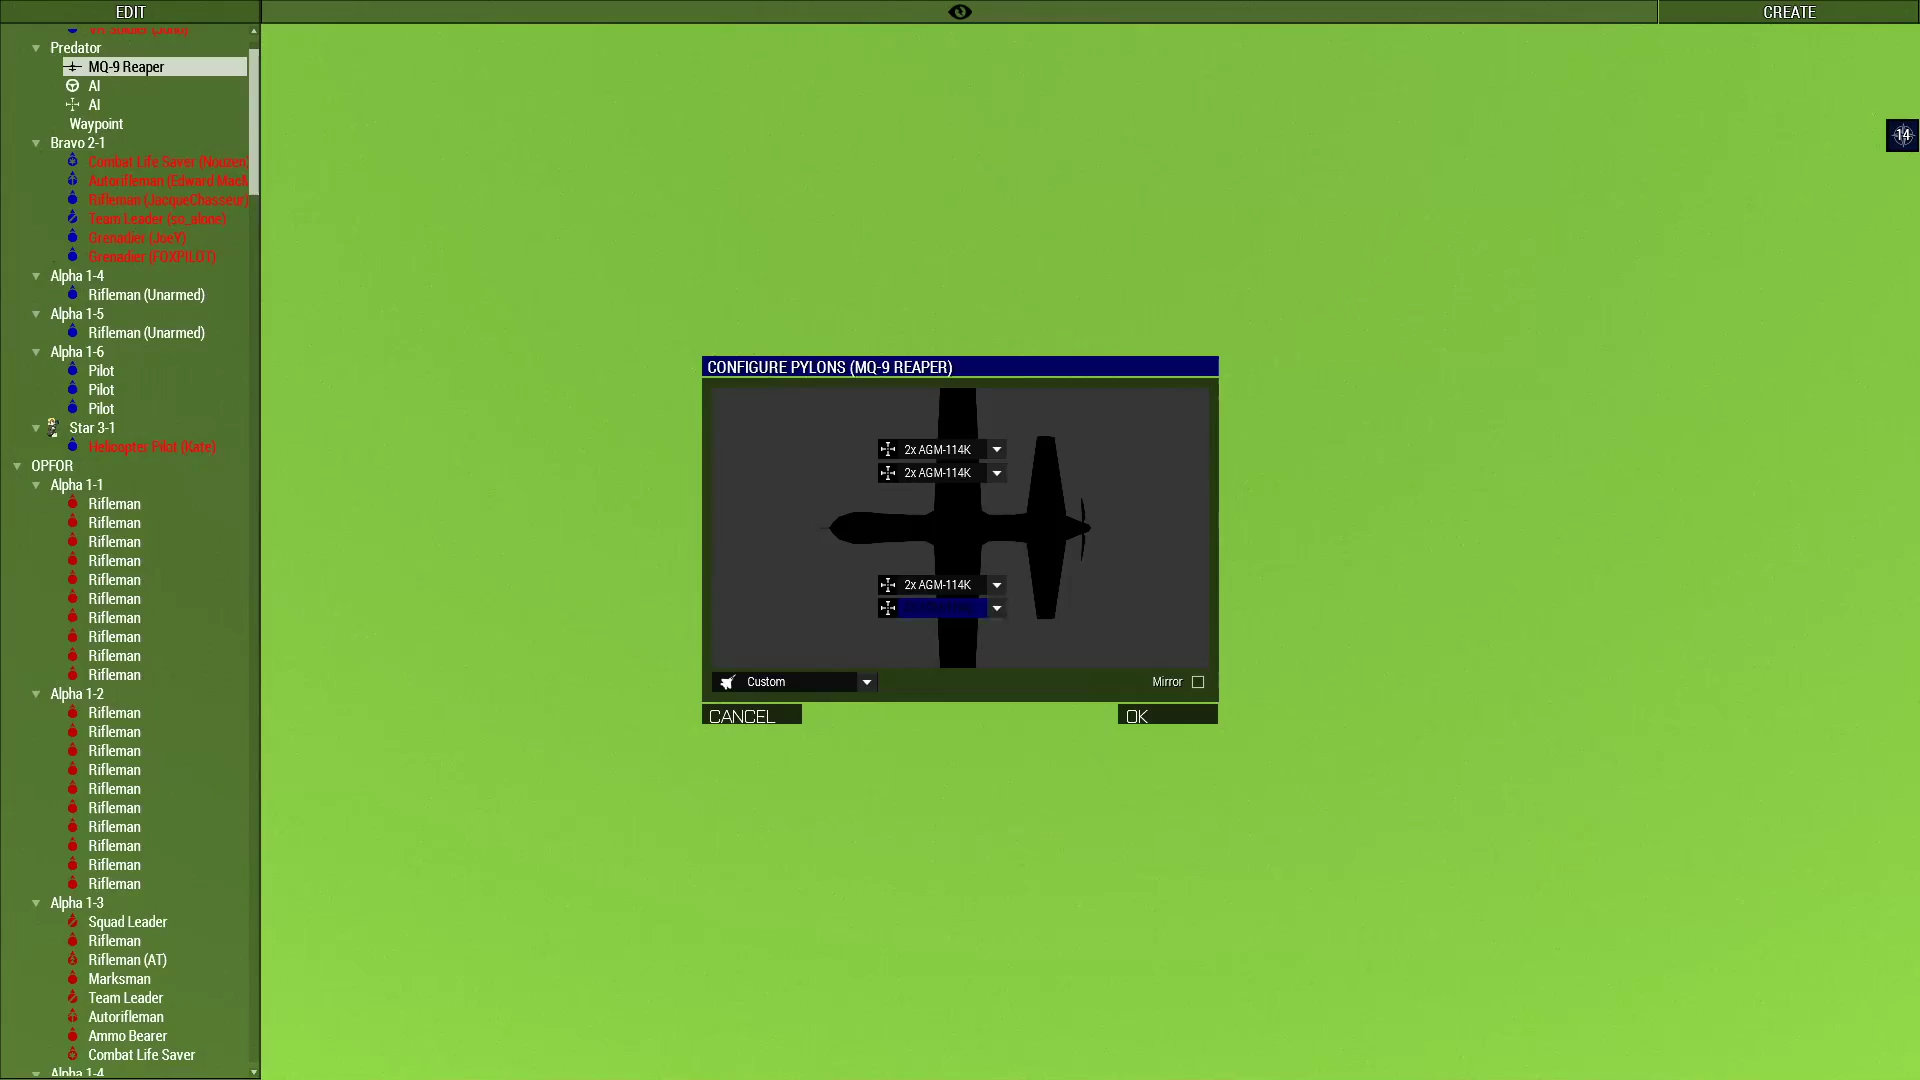 EDIT
CREATE
Predator
MQ-9 Reaper
AI
AI
Waypoint
Bravo 2-1
Combat Life Saver (Nouzen)
Autorifleman (Edward MacM
Rifleman (JacqueChasseur)
Team Leader (so_alone)
Grenadier (JoeY)
Grenadier (FOXPILOT)
Alpha 1-4
Rifleman (Unarmed)
Alpha 1-5
Rifleman (Unarmed)
Alpha 1-6
Pilot
Pilot
Pilot
Star 3-1
Helicopter Pilot (Kate)
OPFOR
Alpha 1-1
Rifleman
Rifleman
Rifleman
Rifleman
Rifleman
Rifleman
Rifleman
Rifleman
Rifleman
Rifleman
Alpha 1-2
Rifleman
Rifleman
Rifleman
Rifleman
Rifleman
Rifleman
Rifleman
Rifleman
Rifleman
Rifleman
Alpha 1-3
Squad Leader
Rifleman
Rifleman (AT)
Marksman
Team Leader
Autorifleman
Ammo Bearer
Combat Life Saver
Alpha 1-4
14
CONFIGURE PYLONS (MQ-9 REAPER)
2x AGM-114K
2x AGM-114K
2x AGM-114K
Custom
Mirror
CANCEL
OK